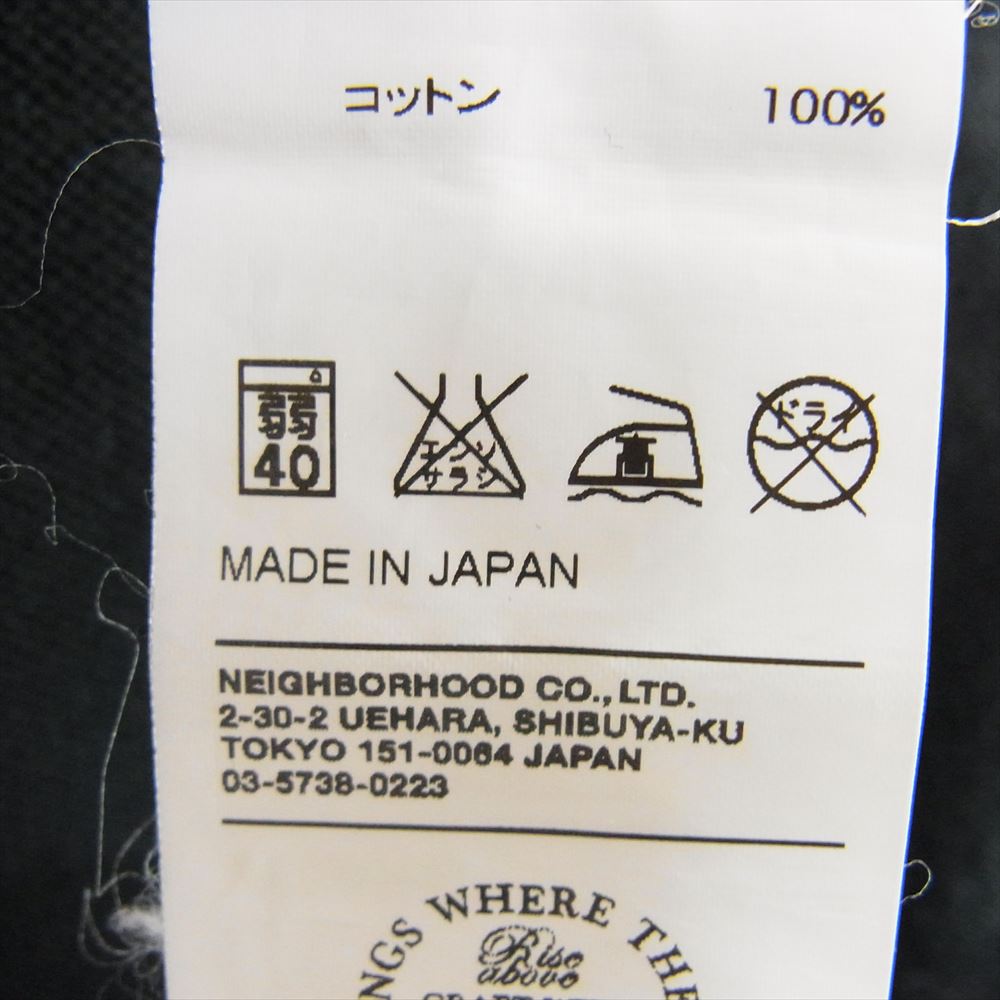 コットン 100%
弱
40
エンソ
サラシ
中
ドライ
MADE IN JAPAN
NEIGHBORHOOD CO., LTD.
2-30-2 UEHARA, SHIBUYA-KU
TOKYO 151-0064 JAPAN
03-5738-0223
NGS WHERE THE
Rise
above